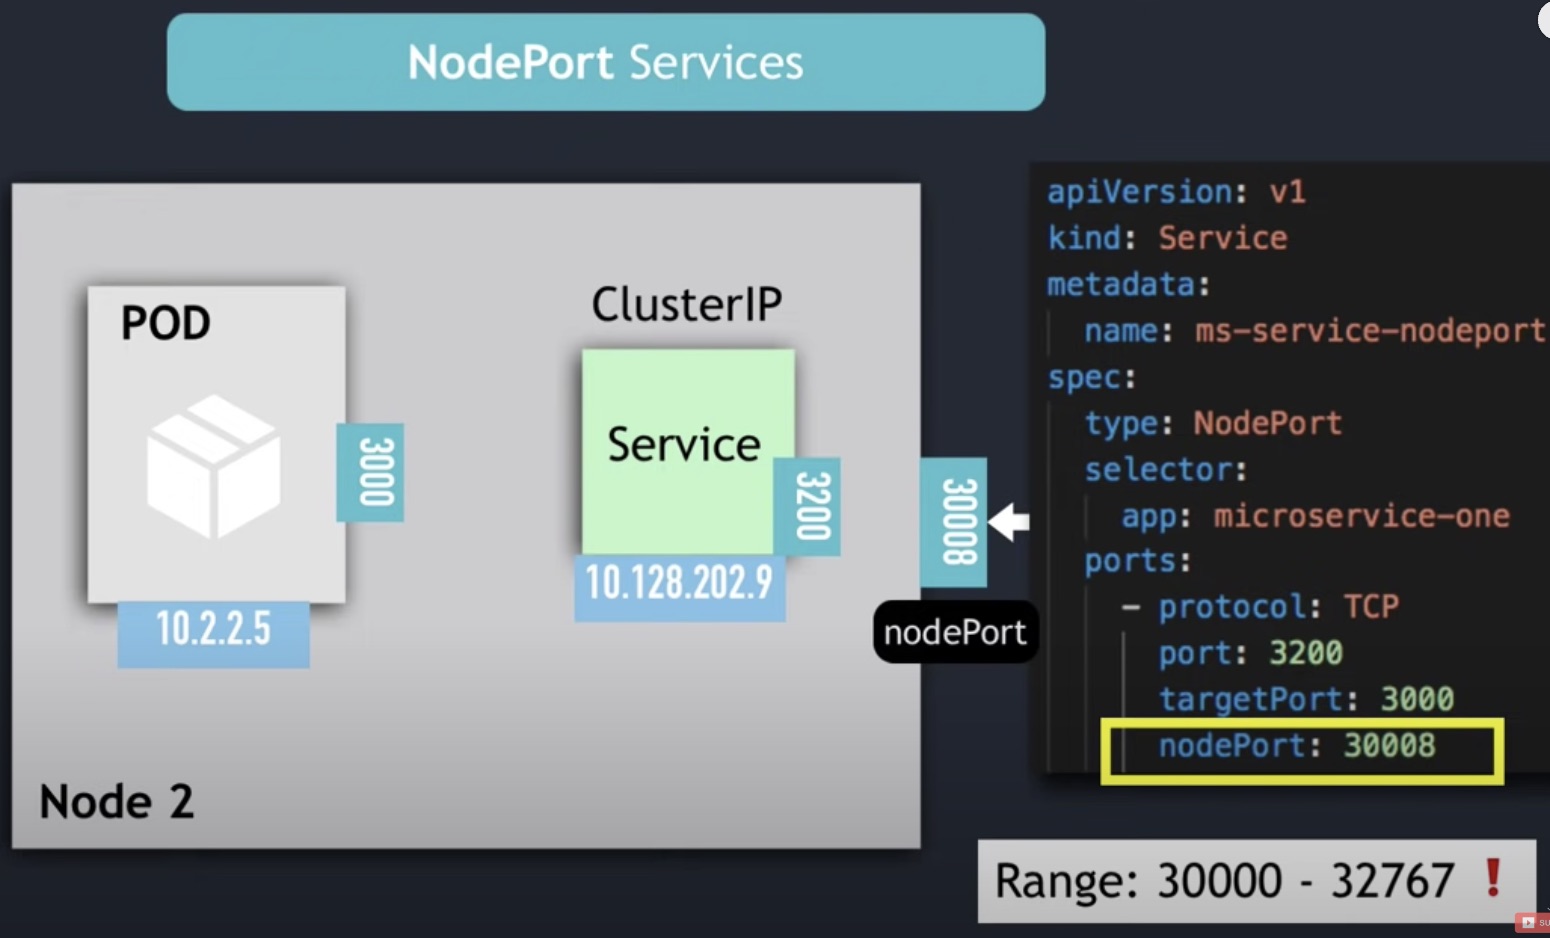 NodePort Services
POD
3000
10.2.2.5
ClusterIP
Service
3200
10.128.202.9
30008
nodePort
Node 2
apiVersion: v1
kind: Service
metadata:
name: ms-service-nodeport
spec:
type: NodePort
selector:
app: microservice-one
ports:
- protocol: TCP
port: 3200
targetPort: 3000
nodePort: 30008
Range: 30000 - 32767 !